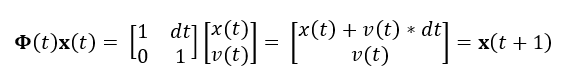 𝚽(t)𝐱(t) = [1 dt; 0 1] [x(t); v(t)] = [x(t) + v(t) * dt; v(t)] = 𝐱(t + 1)